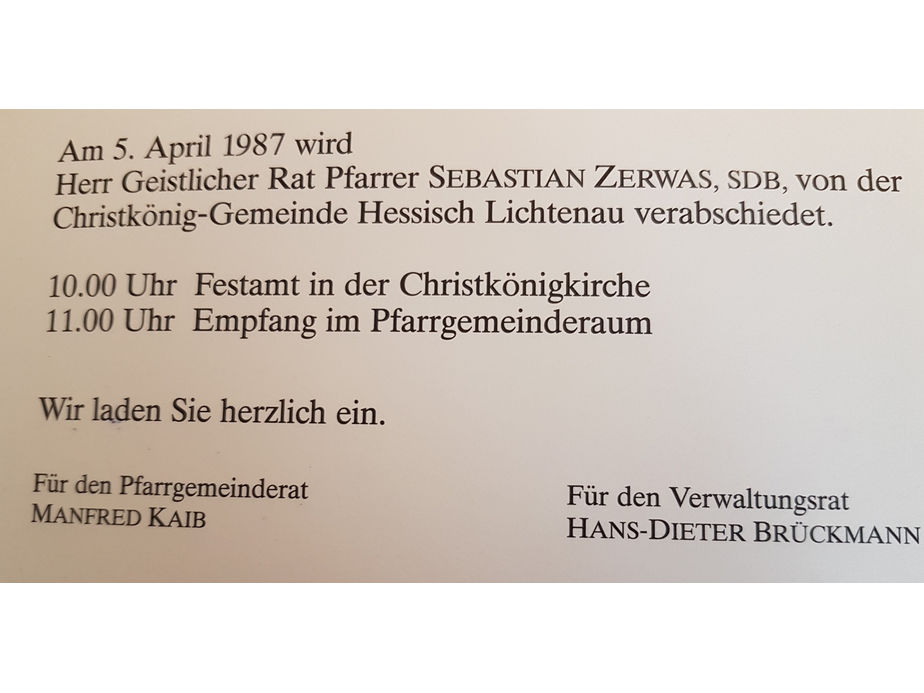 Am 5. April 1987 wird
Herr Geistlicher Rat Pfarrer SEBASTIAN ZERWAS, SDB, von der
Christkönig-Gemeinde Hessisch Lichtenau verabschiedet.
10.00 Uhr Festamt in der Christkönigkirche
11.00 Uhr Empfang im Pfarrgemeinderaum
Wir laden Sie herzlich ein.
Für den Pfarrgemeinderat
MANFRED KAIB
Für den Verwaltungsrat
HANS-DIETER BRÜCKMANN